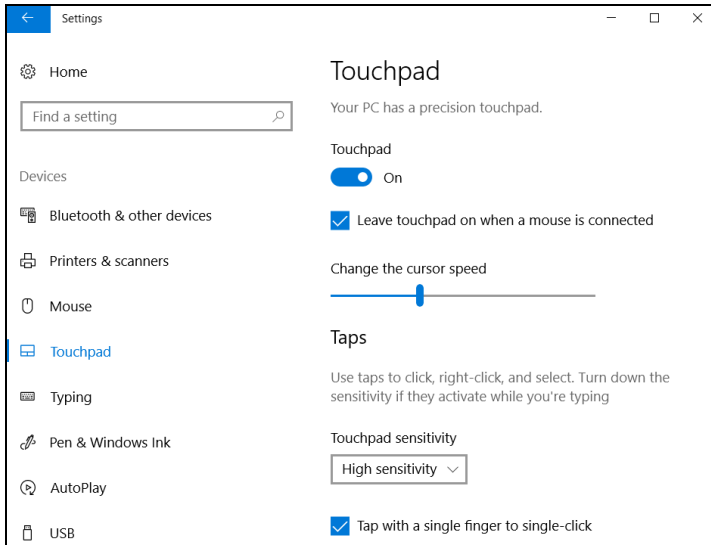 Settings
Home
Find a setting
Devices
Bluetooth & other devices
Printers & scanners
Mouse
Touchpad
Typing
Pen & Windows Ink
AutoPlay
USB
Touchpad
Your PC has a precision touchpad.
Touchpad
On
Leave touchpad on when a mouse is connected
Change the cursor speed
Taps
Use taps to click, right-click, and select. Turn down the
sensitivity if they activate while you're typing
Touchpad sensitivity
High sensitivity
Tap with a single finger to single-click